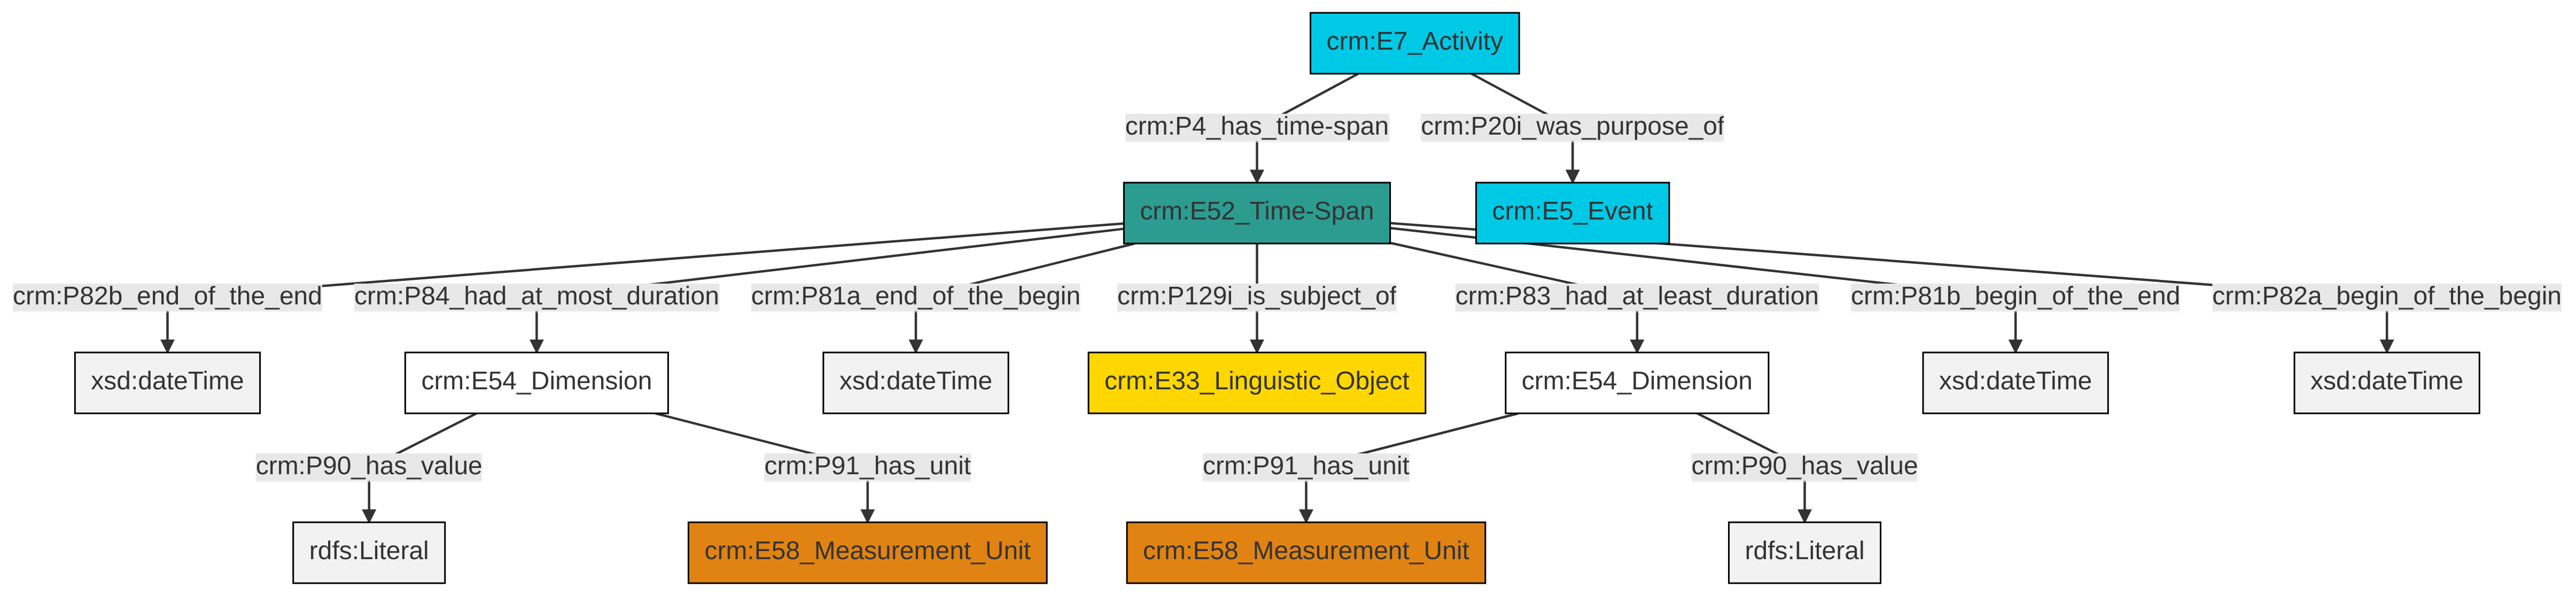 crm:E7_Activity
crm:P4_has_time-span
crm:P20i_was_purpose_of
crm:E52_Time-Span
crm:E5_Event
crm:P82b_end_of_the_end
crm:P84_had_at_most_duration
crm:P81a_end_of_the_begin
crm:P129i_is_subject_of
crm:P83_had_at_least_duration
crm:P81b_begin_of_the_end
crm:P82a_begin_of_the_begin
xsd:dateTime
crm:E54_Dimension
xsd:dateTime
crm:E33_Linguistic_Object
crm:E54_Dimension
xsd:dateTime
xsd:dateTime
crm:P90_has_value
crm:P91_has_unit
crm:P91_has_unit
crm:P90_has_value
rdfs:Literal
crm:E58_Measurement_Unit
crm:E58_Measurement_Unit
rdfs:Literal